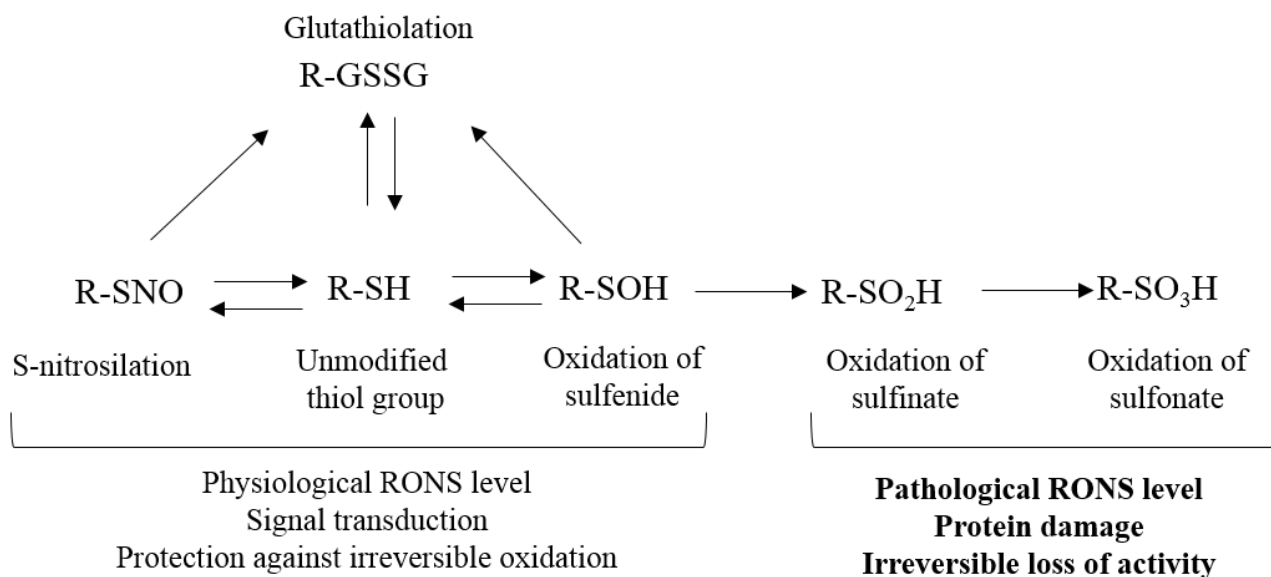 Glutathiolation
R-GSSG
R-SNO
R-SH
R-SOH
R-SO₂H
R-SO₃H
S-nitrosilation
Unmodified
thiol group
Oxidation of
sulfenide
Oxidation of
sulfinate
Oxidation of
sulfonate
Physiological RONS level
Signal transduction
Protection against irreversible oxidation
Pathological RONS level
Protein damage
Irreversible loss of activity